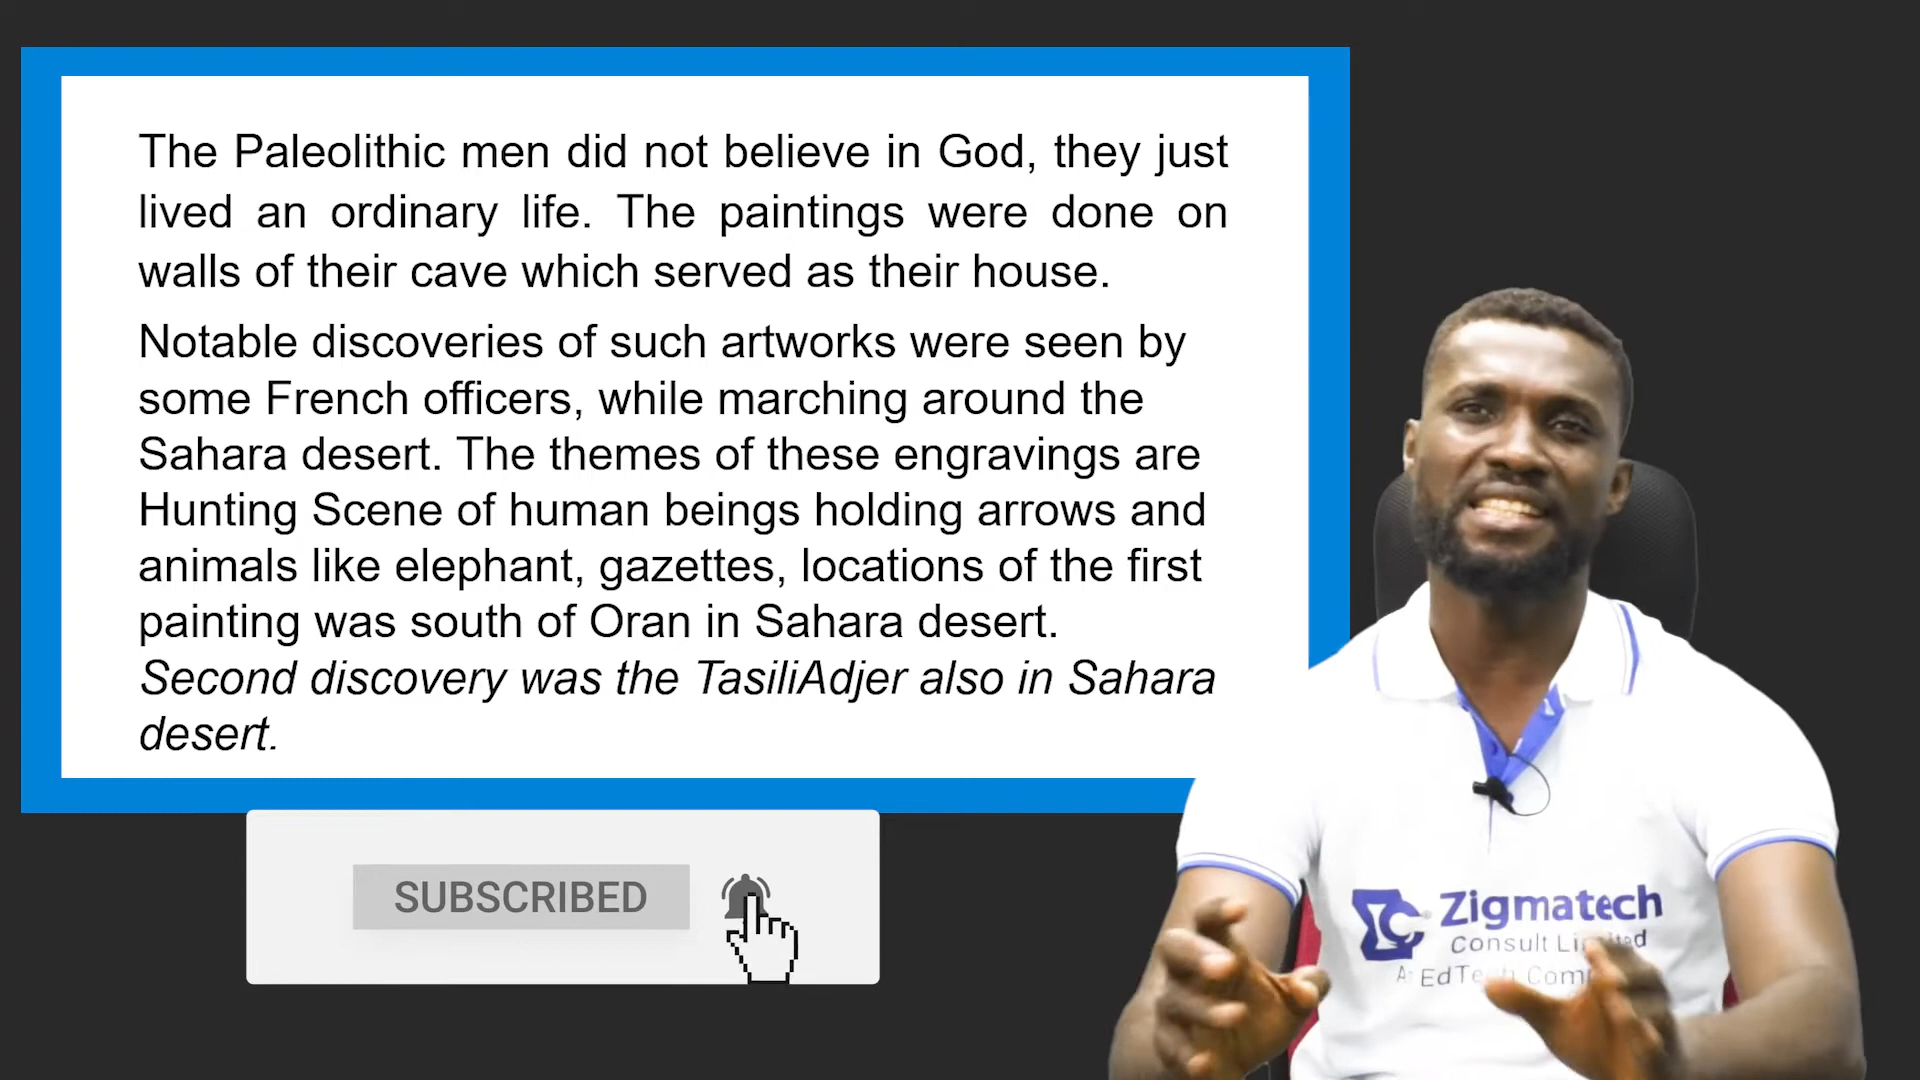 The Paleolithic men did not believe in God, they just
lived an ordinary life. The paintings were done on
walls of their cave which served as their house.
Notable discoveries of such artworks were seen by
some French officers, while marching around the
Sahara desert. The themes of these engravings are
Hunting Scene of human beings holding arrows and
animals like elephant, gazettes, locations of the first
painting was south of Oran in Sahara desert.
Second discovery was the TasiliAdjer also in Sahara
desert.
SUBSCRIBED
Zigmatech
Consult
EdTech